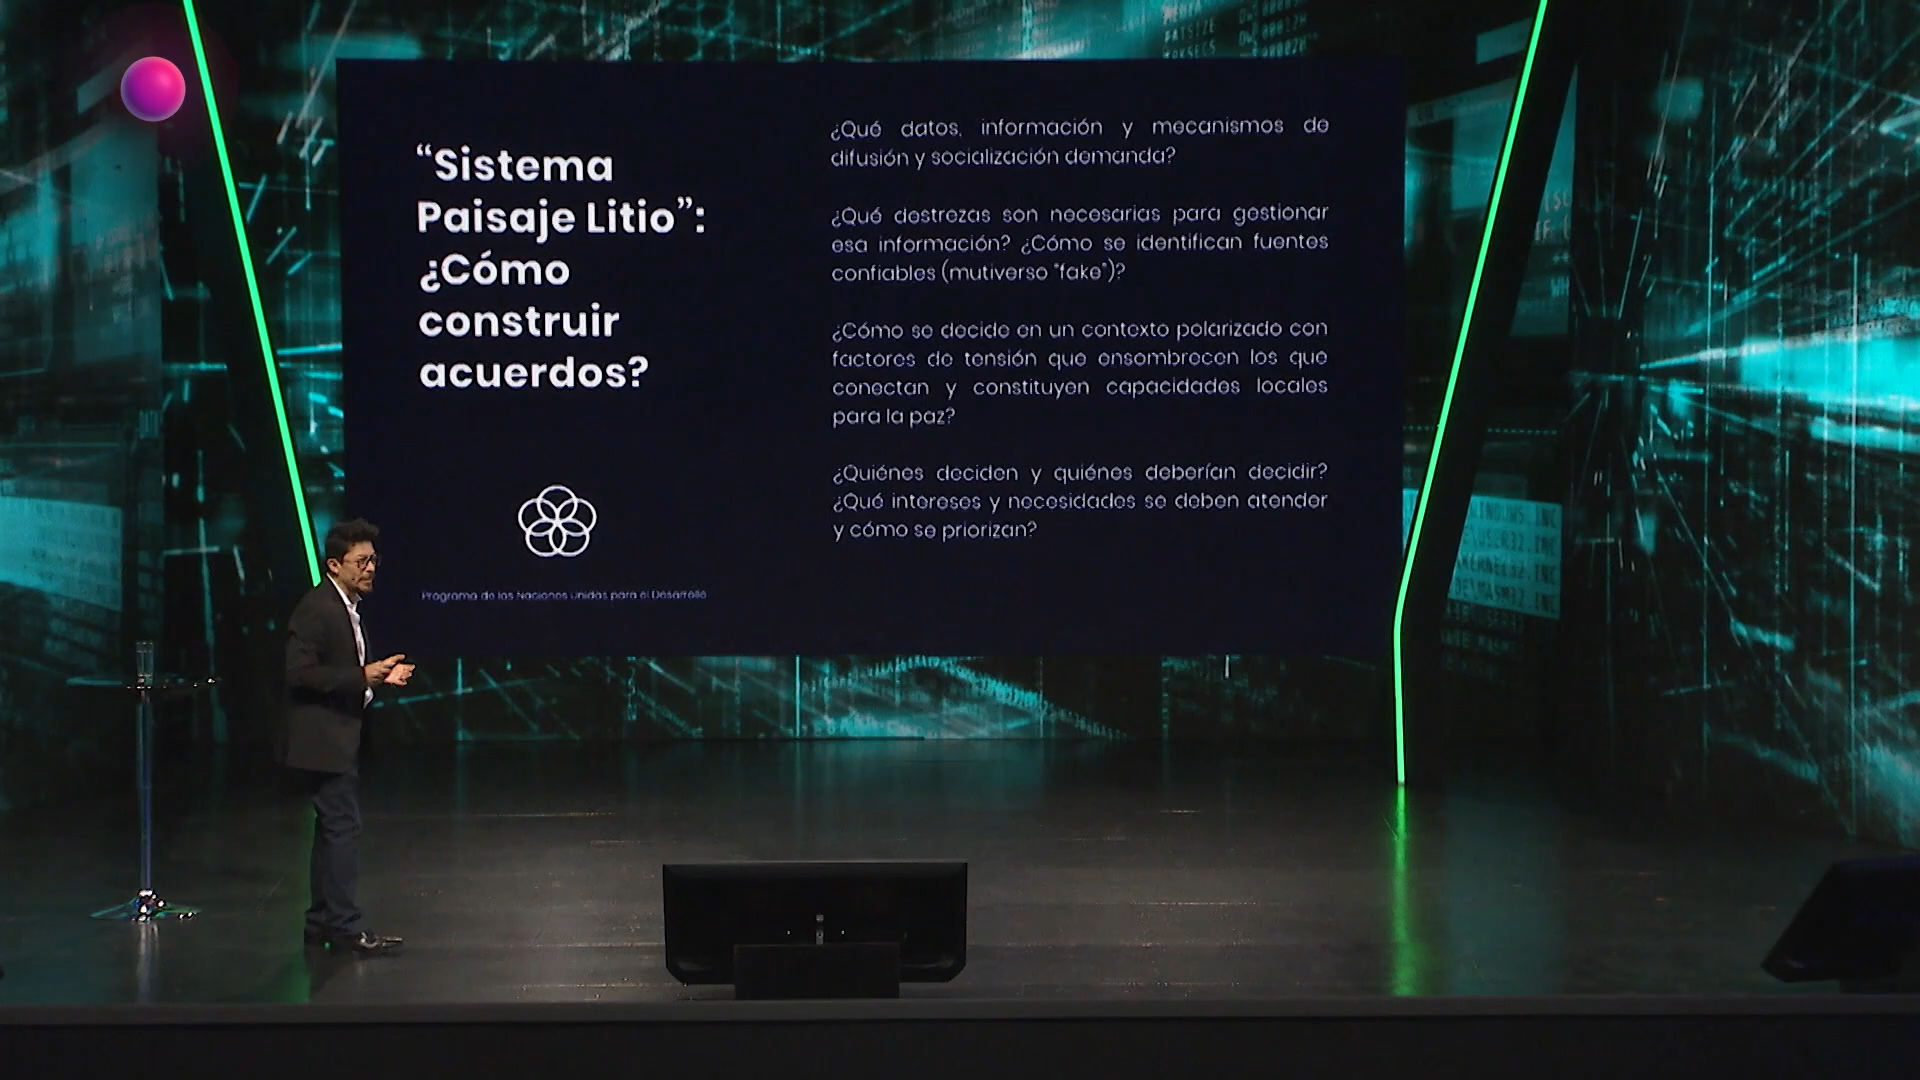 “Sistema
Paisaje Litio”:
¿Cómo
construir
acuerdos?
Programa de las Naciones Unidas para el Desarrollo
¿Qué datos, información y mecanismos de
difusión y socialización demanda?
¿Qué destrezas son necesarias para gestionar
esa información? ¿Cómo se identifican fuentes
confiables (mutiverso "fake")?
¿Cómo se decide en un contexto polarizado con
factores de tensión que ensombrecen los que
conectan y constituyen capacidades locales
para la paz?
¿Quiénes deciden y quiénes deberían decidir?
¿Qué intereses y necesidades se deben atender
y cómo se priorizan?